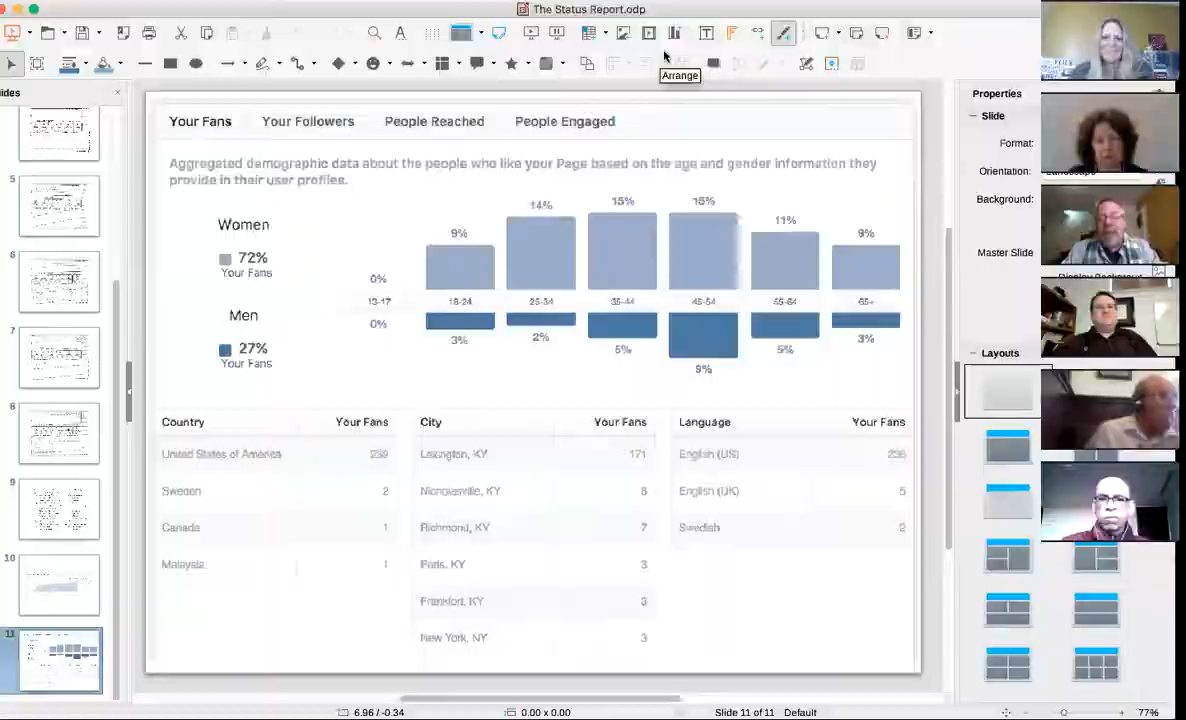 The Status Report.odp
Arrange
Properties
Slide
Format:
Orientation:
Background:
Master Slide
Layouts
5
6
7
8
9
10
11
Your Fans Your Followers People Reached People Engaged
Aggregated demographic data about the people who like your Page based on the age and gender information they
provide in their user profiles.
Women
72%
Your Fans
0% 9% 14% 15% 15% 11% 9%
13-17 18-24 25-34 35-44 45-54 55-64 65+
Men
27%
Your Fans
0% 3% 2% 5% 9% 5% 3%
Country Your Fans City Your Fans Language Your Fans
United States of America 239 Lexington, KY 171 English (US) 236
Sweden 2 Nicholasville, KY 8 English (UK) 5
Canada 1 Richmond, KY 7 Swedish 2
Malaysia 1 Paris, KY 3
Frankfort, KY 3
New York, NY 3
6.96 / -0.34 0.00 x 0.00 Slide 11 of 11 Default 77%